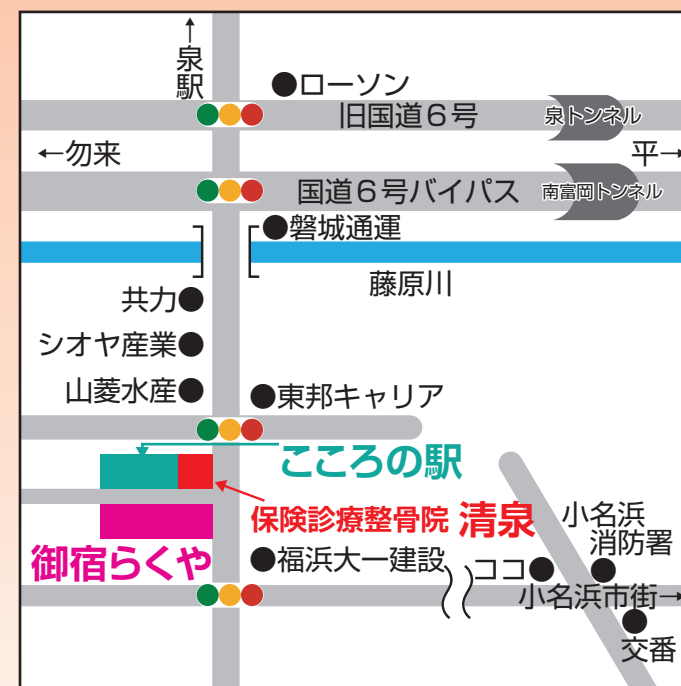 ↑泉駅
●ローソン
旧国道6号
泉トンネル
←勿来
平→
国道6号バイパス
南富岡トンネル
●磐城通運
藤原川
共力●
シオヤ産業●
山菱水産●
●東邦キャリア
こころの駅
保険診療整骨院 清泉
御宿らくや
●福浜大一建設
ココ●
小名浜
消防署
小名浜市街→
交番